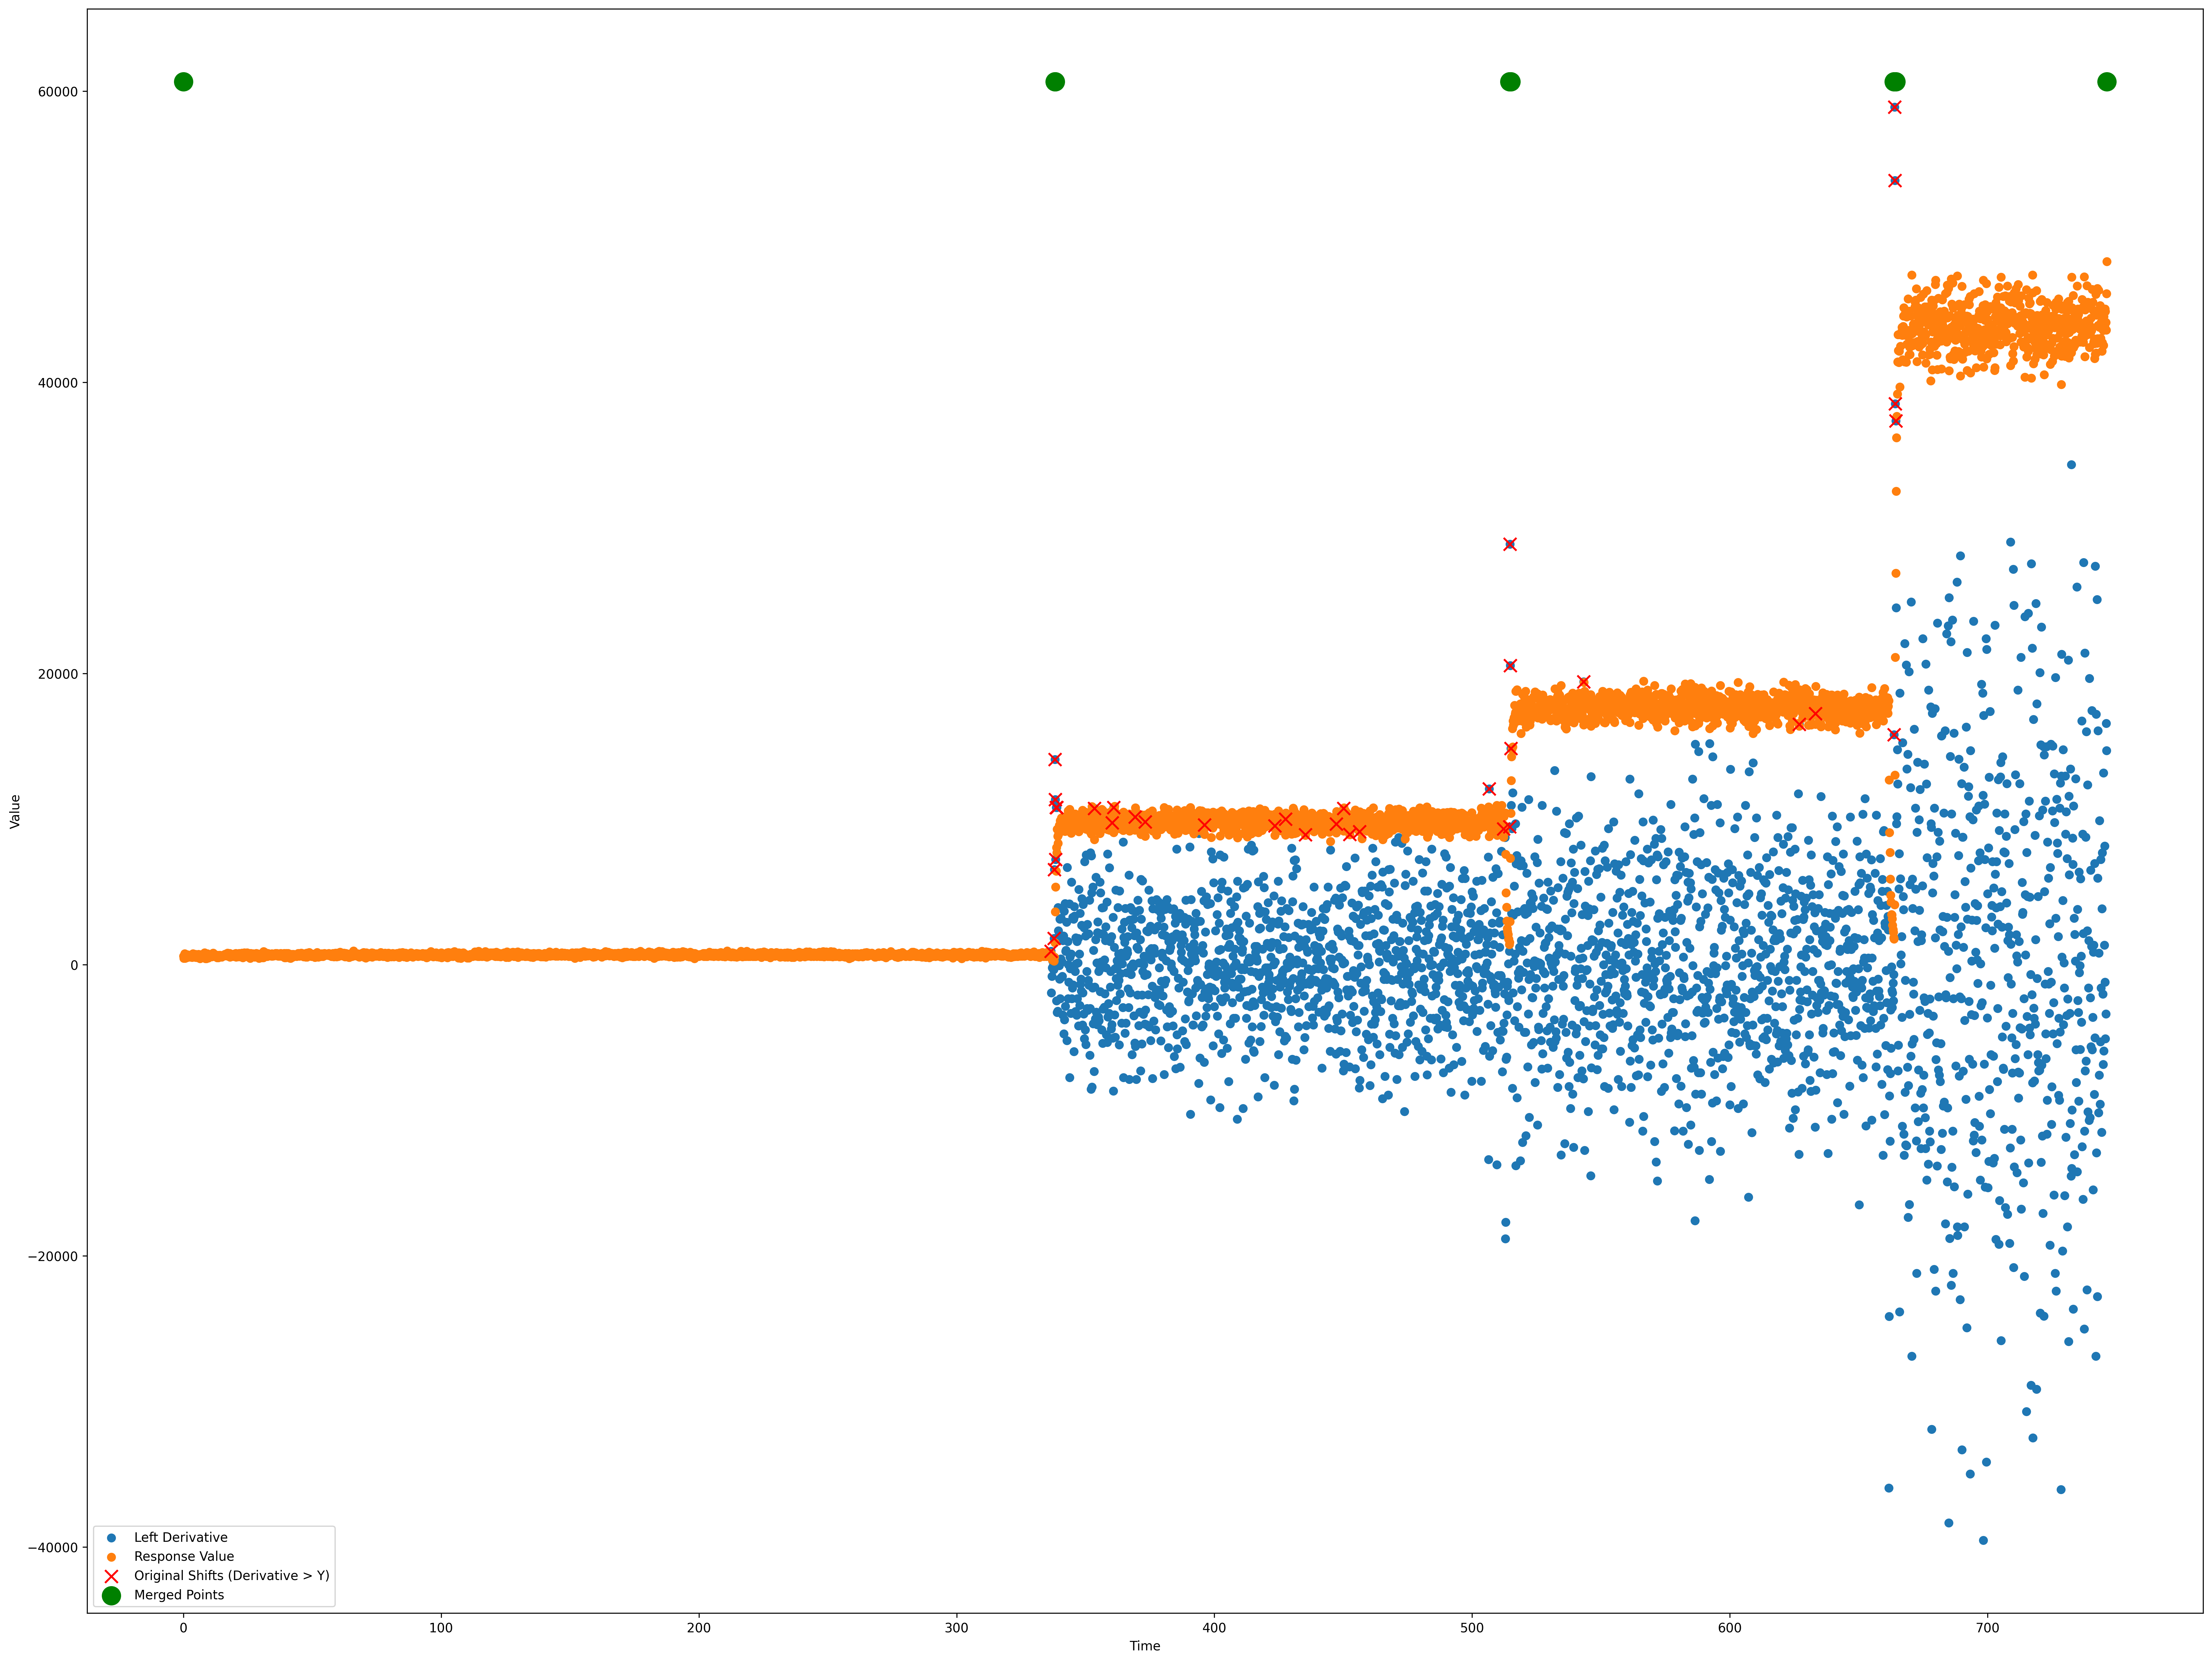 60000
40000
20000
0
−20000
−40000
Value
0 100 200 300 400 500 600 700
Time
Left Derivative
Response Value
Original Shifts (Derivative > Y)
Merged Points